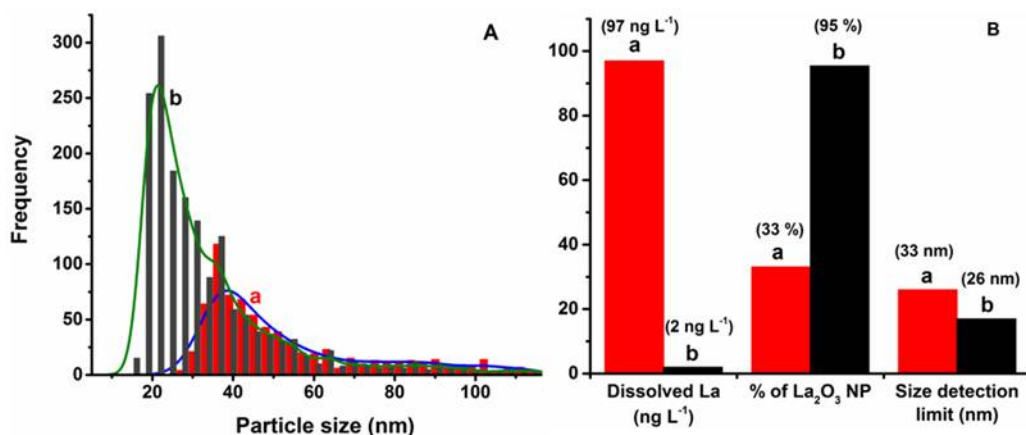 A
300
250
200
150
100
50
0
Frequency
20 40 60 80 100
Particle size (nm)
b
a
B
100
80
60
40
20
0
(97 ng L⁻¹)
a
(2 ng L⁻¹)
b
(33 %)
a
(95 %)
b
(33 nm)
a
(26 nm)
b
Dissolved La
(ng L⁻¹)
% of La₂O₃ NP
Size detection
limit (nm)